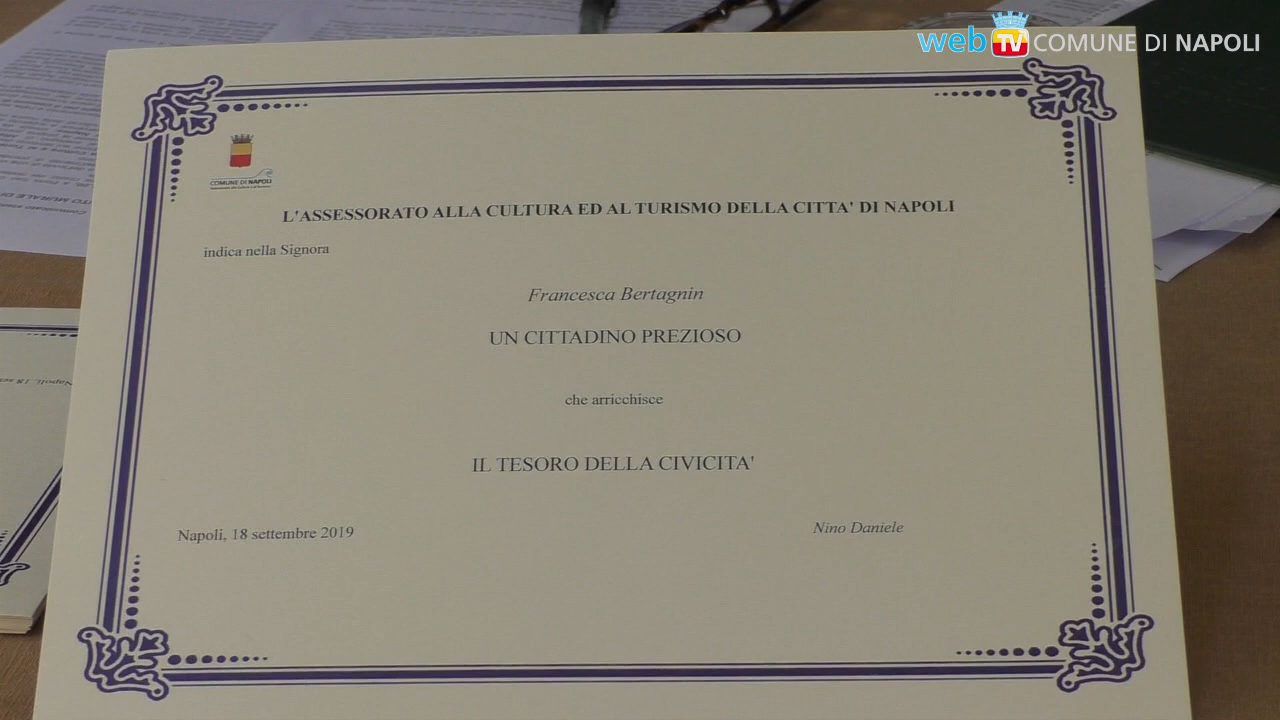 web TV COMUNE DI NAPOLI
COMUNE DI NAPOLI
L'ASSESSORATO ALLA CULTURA ED AL TURISMO DELLA CITTA' DI NAPOLI
indica nella Signora
Francesca Bertagnin
UN CITTADINO PREZIOSO
che arricchisce
IL TESORO DELLA CIVICITA'
Napoli, 18 settembre 2019
Nino Daniele
Napoli, 18